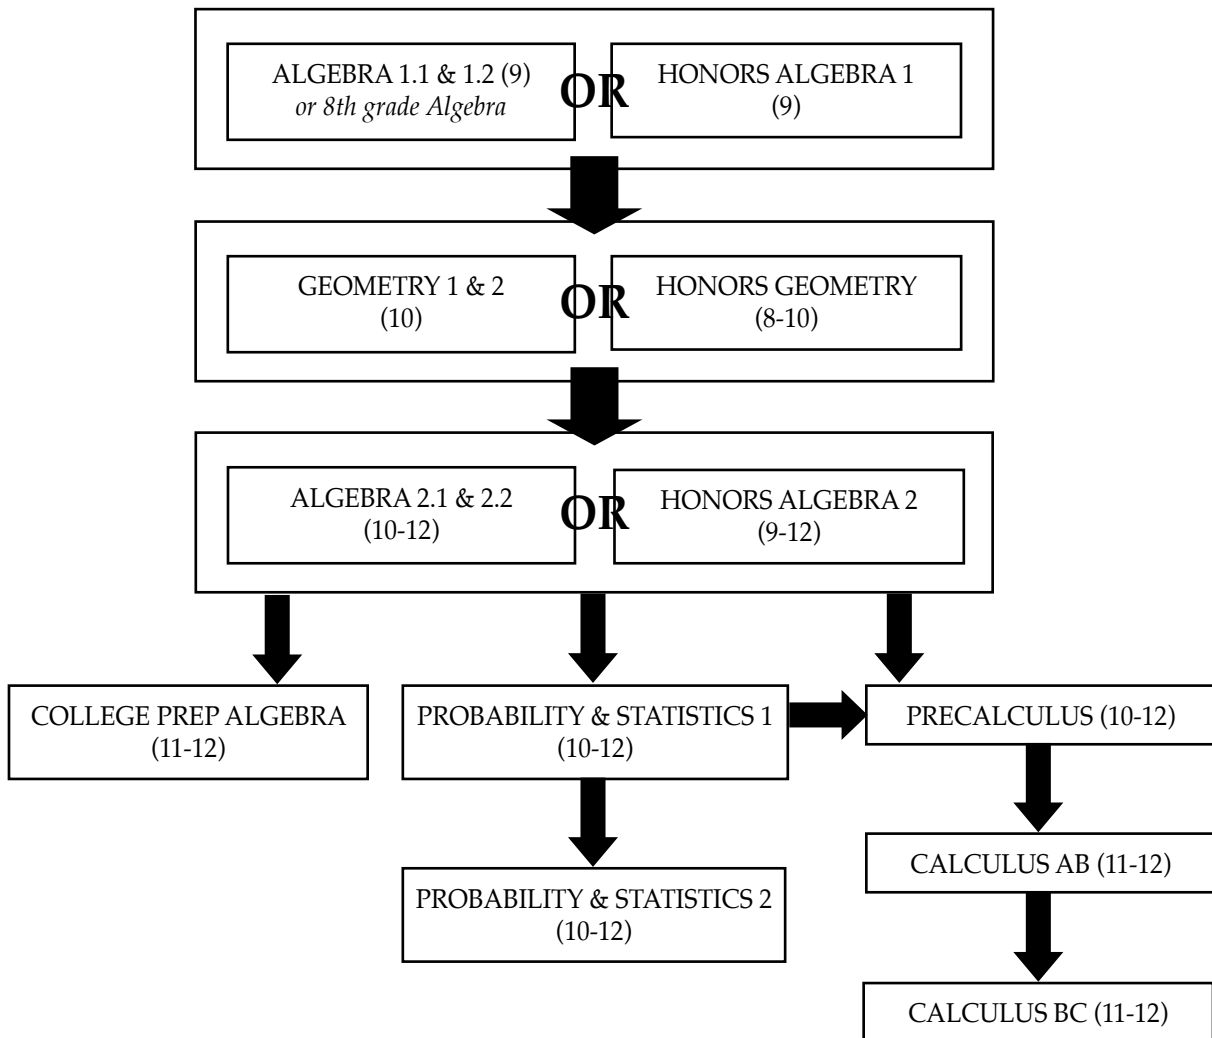 ALGEBRA 1.1 & 1.2 (9)
or 8th grade Algebra
OR
HONORS ALGEBRA 1
(9)
GEOMETRY 1 & 2
(10)
OR
HONORS GEOMETRY
(8-10)
ALGEBRA 2.1 & 2.2
(10-12)
OR
HONORS ALGEBRA 2
(9-12)
COLLEGE PREP ALGEBRA
(11-12)
PROBABILITY & STATISTICS 1
(10-12)
PRECALCULUS (10-12)
PROBABILITY & STATISTICS 2
(10-12)
CALCULUS AB (11-12)
CALCULUS BC (11-12)